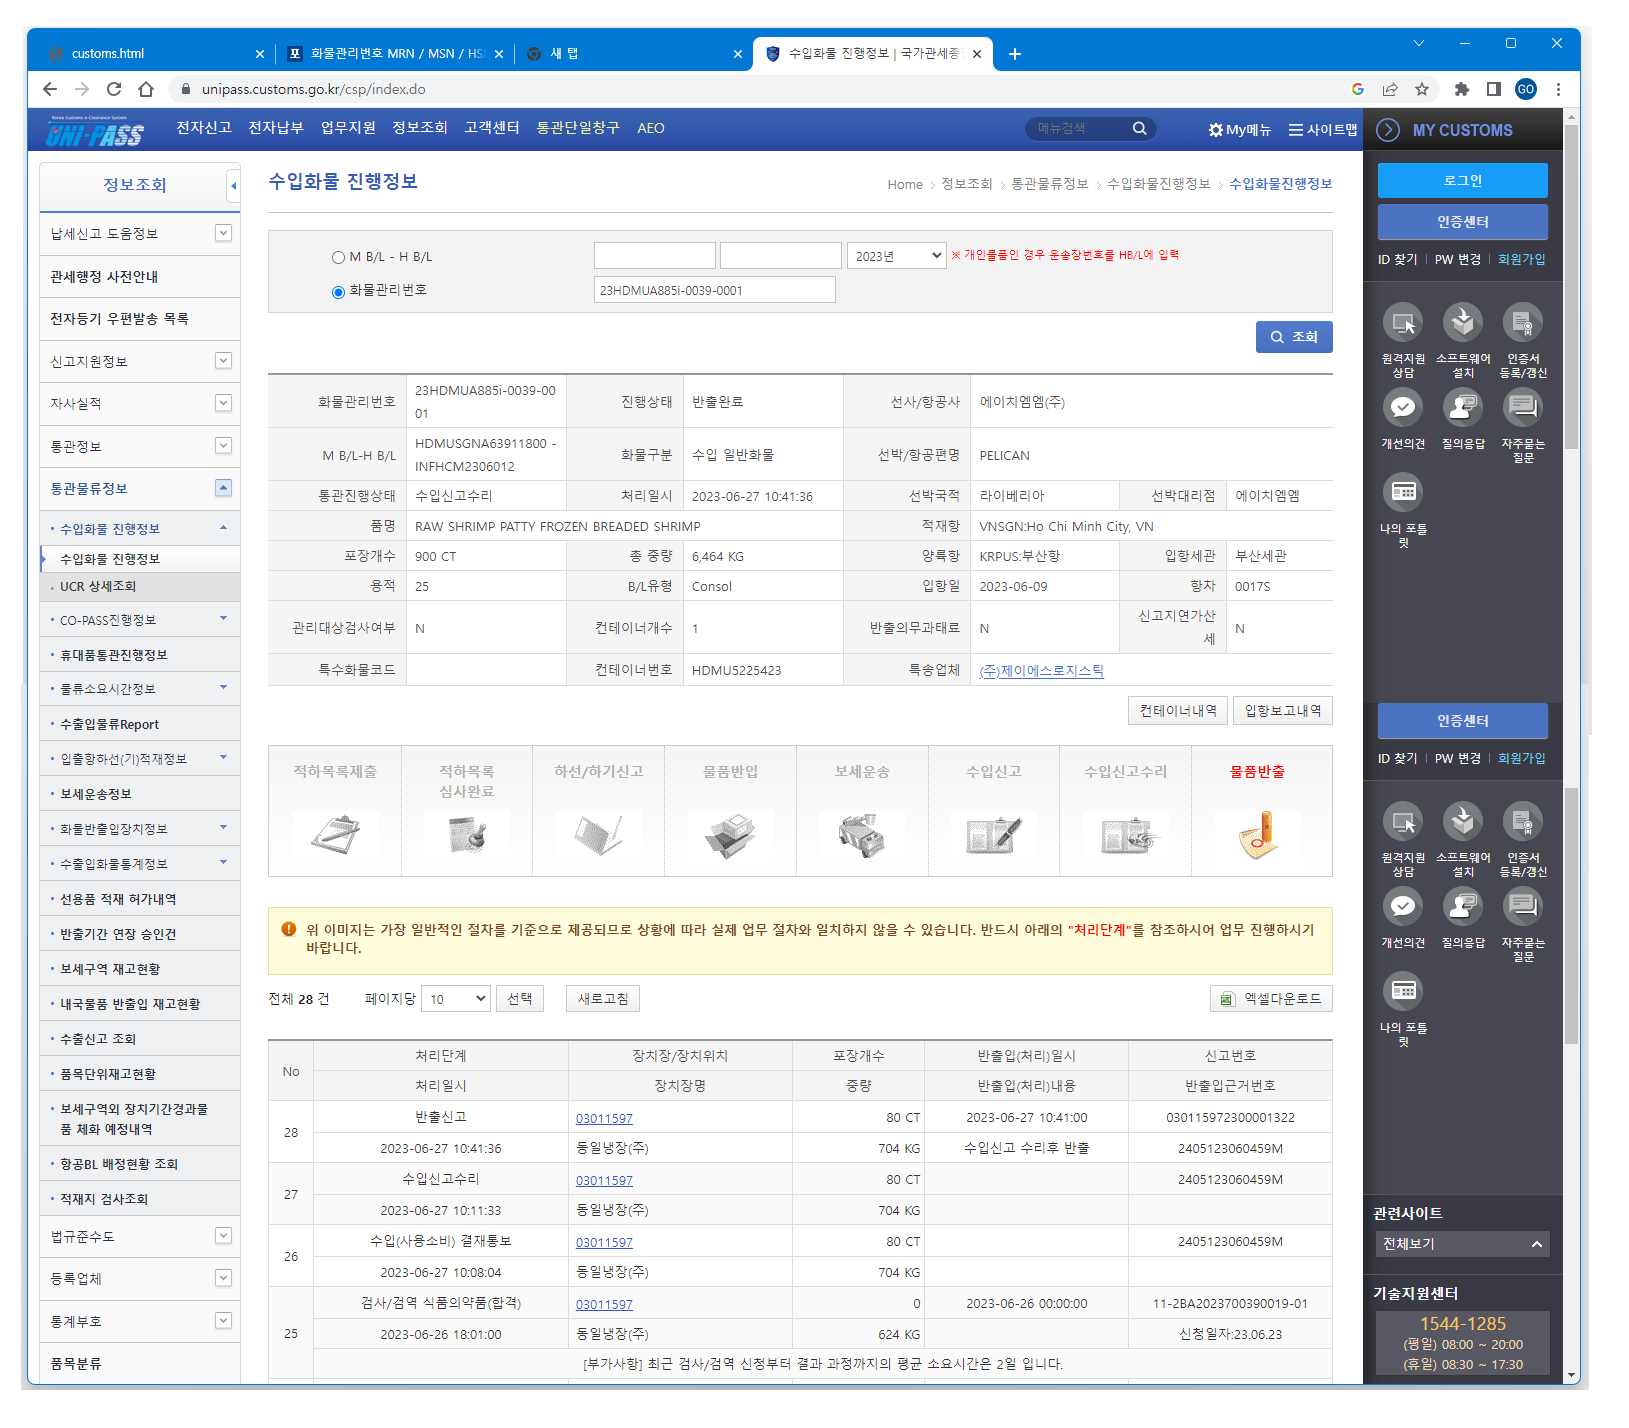 customs.html
화물관리번호 MRN / MSN / HS
새 탭
수입화물 진행정보 | 국가관세종
unipass.customs.go.kr/csp/index.do
GO
Korea Customs e-Clearance System
UNI-PASS
전자신고 전자납부 업무지원 정보조회 고객센터 통관단일창구 AEO
메뉴검색
My메뉴
사이트맵
MY CUSTOMS
정보조회
납세신고 도움정보
관세행정 사전안내
전자등기 우편발송 목록
신고지원정보
자사실적
통관정보
통관물류정보
수입화물 진행정보
수입화물 진행정보
UCR 상세조회
CO-PASS진행정보
휴대품통관진행정보
물류소요시간정보
수출입물류Report
입출항하선(기)적재정보
보세운송정보
화물반출입장치정보
수출입화물통계정보
선용품 적재 허가내역
반출기간 연장 승인건
보세구역 재고현황
내국물품 반출입 재고현황
수출신고 조회
품목단위재고현황
보세구역외 장치기간경과물
품 체화 예정내역
항공BL 배정현황 조회
적재지 검사조회
법규준수도
등록업체
통계부호
품목분류
수입화물 진행정보
Home > 정보조회 > 통관물류정보 > 수입화물진행정보 > 수입화물진행정보
M B/L - H B/L
2023년
※ 개인물품인 경우 운송장번호를 HB/L에 입력
화물관리번호
23HDMUA885i-0039-0001
조회
화물관리번호 23HDMUA885i-0039-00
01 진행상태 반출완료 선사/항공사 에이치엠엠(주)
M B/L-H B/L HDMUSGNA63911800 -
INFHCM2306012 화물구분 수입 일반화물 선박/항공편명 PELICAN
통관진행상태 수입신고수리 처리일시 2023-06-27 10:41:36 선박국적 라이베리아 선박대리점 에이치엠엠
품명 RAW SHRIMP PATTY FROZEN BREADED SHRIMP 적재항 VNSGN:Ho Chi Minh City, VN
포장개수 900 CT 총 중량 6,464 KG 양륙항 KRPUS:부산항 입항세관 부산세관
용적 25 B/L유형 Consol 입항일 2023-06-09 항차 0017S
관리대상검사여부 N 컨테이너개수 1 반출의무과태료 N 신고지연가산
세 N
특수화물코드 컨테이너번호 HDMU5225423 특송업체 (주)제이에스로지스틱
컨테이너내역 입항보고내역
적하목록제출
적하목록
심사완료
하선/하기신고
물품반입
보세운송
수입신고
수입신고수리
물품반출
위 이미지는 가장 일반적인 절차를 기준으로 제공되므로 상황에 따라 실제 업무 절차와 일치하지 않을 수 있습니다. 반드시 아래의 "처리단계"를 참조하시어 업무 진행하시기
바랍니다.
전체 28 건 페이지당 10 선택 새로고침 엑셀다운로드
No 처리단계 장치장/장치위치 포장개수 반출입(처리)일시 신고번호
처리일시 장치장명 중량 반출입(처리)내용 반출입근거번호
28 반출신고 03011597 80 CT 2023-06-27 10:41:00 030115972300001322
2023-06-27 10:41:36 동일냉장(주) 704 KG 수입신고 수리후 반출 2405123060459M
27 수입신고수리 03011597 80 CT 2405123060459M
2023-06-27 10:11:33 동일냉장(주) 704 KG
26 수입(사용소비) 결재통보 03011597 80 CT 2405123060459M
2023-06-27 10:08:04 동일냉장(주) 704 KG
25 검사/검역 식품의약품(합격) 03011597 0 2023-06-26 00:00:00 11-2BA2023700390019-01
2023-06-26 18:01:00 동일냉장(주) 624 KG 신청일자:23.06.23
[부가사항] 최근 검사/검역 신청부터 결과 과정까지의 평균 소요시간은 2일 입니다.
로그인
인증센터
ID 찾기 | PW 변경 | 회원가입
원격지원
상담
소프트웨어
설치
인증서
등록/갱신
개선의견
질의응답
자주묻는
질문
나의 포틀
릿
인증센터
ID 찾기 | PW 변경 | 회원가입
원격지원
상담
소프트웨어
설치
인증서
등록/갱신
개선의견
질의응답
자주묻는
질문
나의 포틀
릿
관련사이트
전체보기
기술지원센터
1544-1285
(평일) 08:00 ~ 20:00
(휴일) 08:30 ~ 17:30